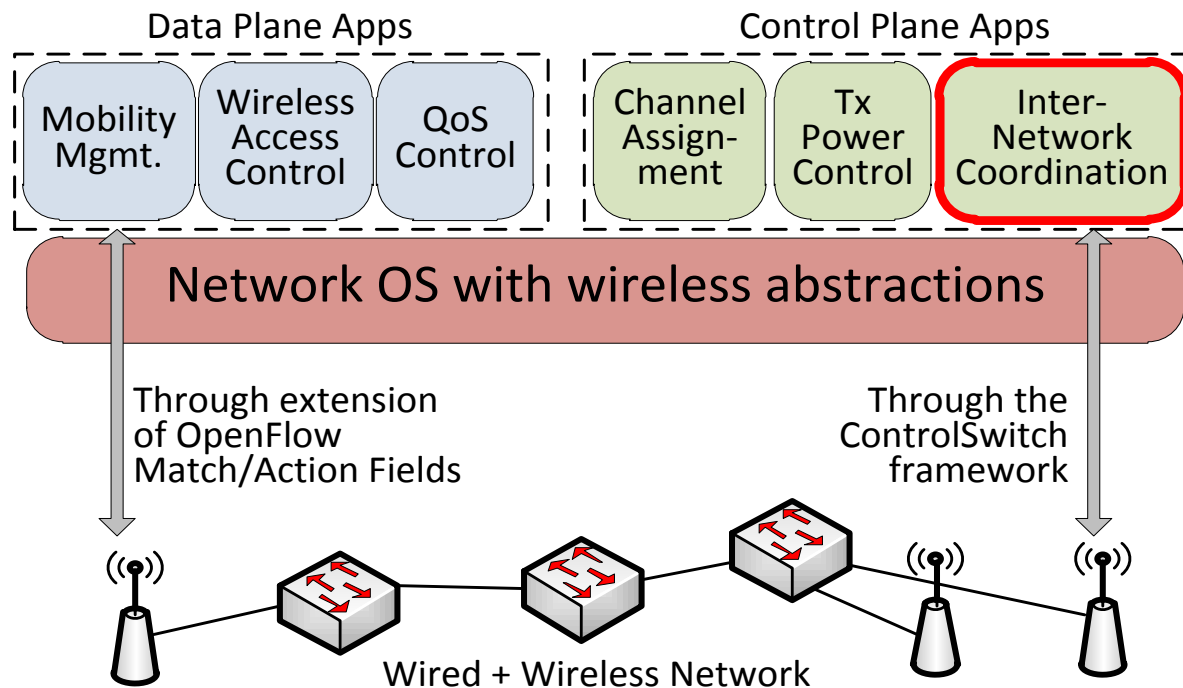 Data Plane Apps
Control Plane Apps
Mobility
Mgmt.
Wireless
Access
Control
QoS
Control
Channel
Assign-
ment
Tx
Power
Control
Inter-
Network
Coordination
Network OS with wireless abstractions
Through extension
of OpenFlow
Match/Action Fields
Through the
ControlSwitch
framework
Wired + Wireless Network